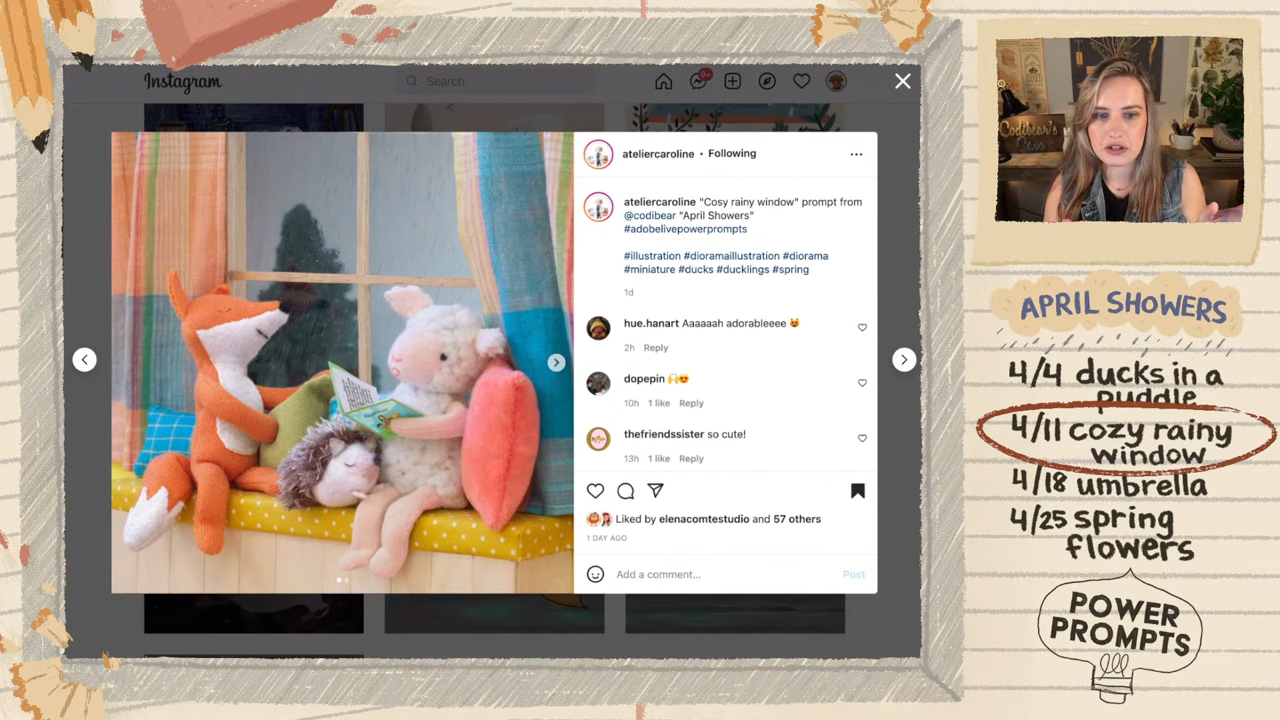 Instagram
Search
9+
ateliercaroline • Following
ateliercaroline "Cosy rainy window" prompt from
@codibear "April Showers"
#adobelivepowerprompts
#illustration #dioramaillustration #diorama
#miniature #ducks #ducklings #spring
1d
hue.hanart Aaaaaah adorableeee 😻
2h Reply
dopepin 🙌😍
10h 1 like Reply
thefriendssister so cute!
13h 1 like Reply
Liked by elenacomtestudio and 57 others
1 DAY AGO
Add a comment...
Post
Codibear's
Cave
APRIL SHOWERS
4/4 ducks in a
puddle
4/11 cozy rainy
window
4/18 umbrella
4/25 spring
flowers
POWER
PROMPTS